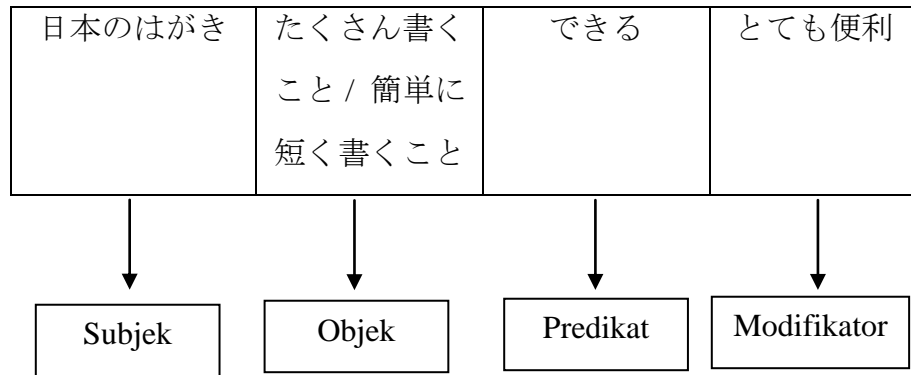 日本のはがき
たくさん書く
こと / 簡単に
短く書くこと
できる
とても便利
Subjek
Objek
Predikat
Modifikator